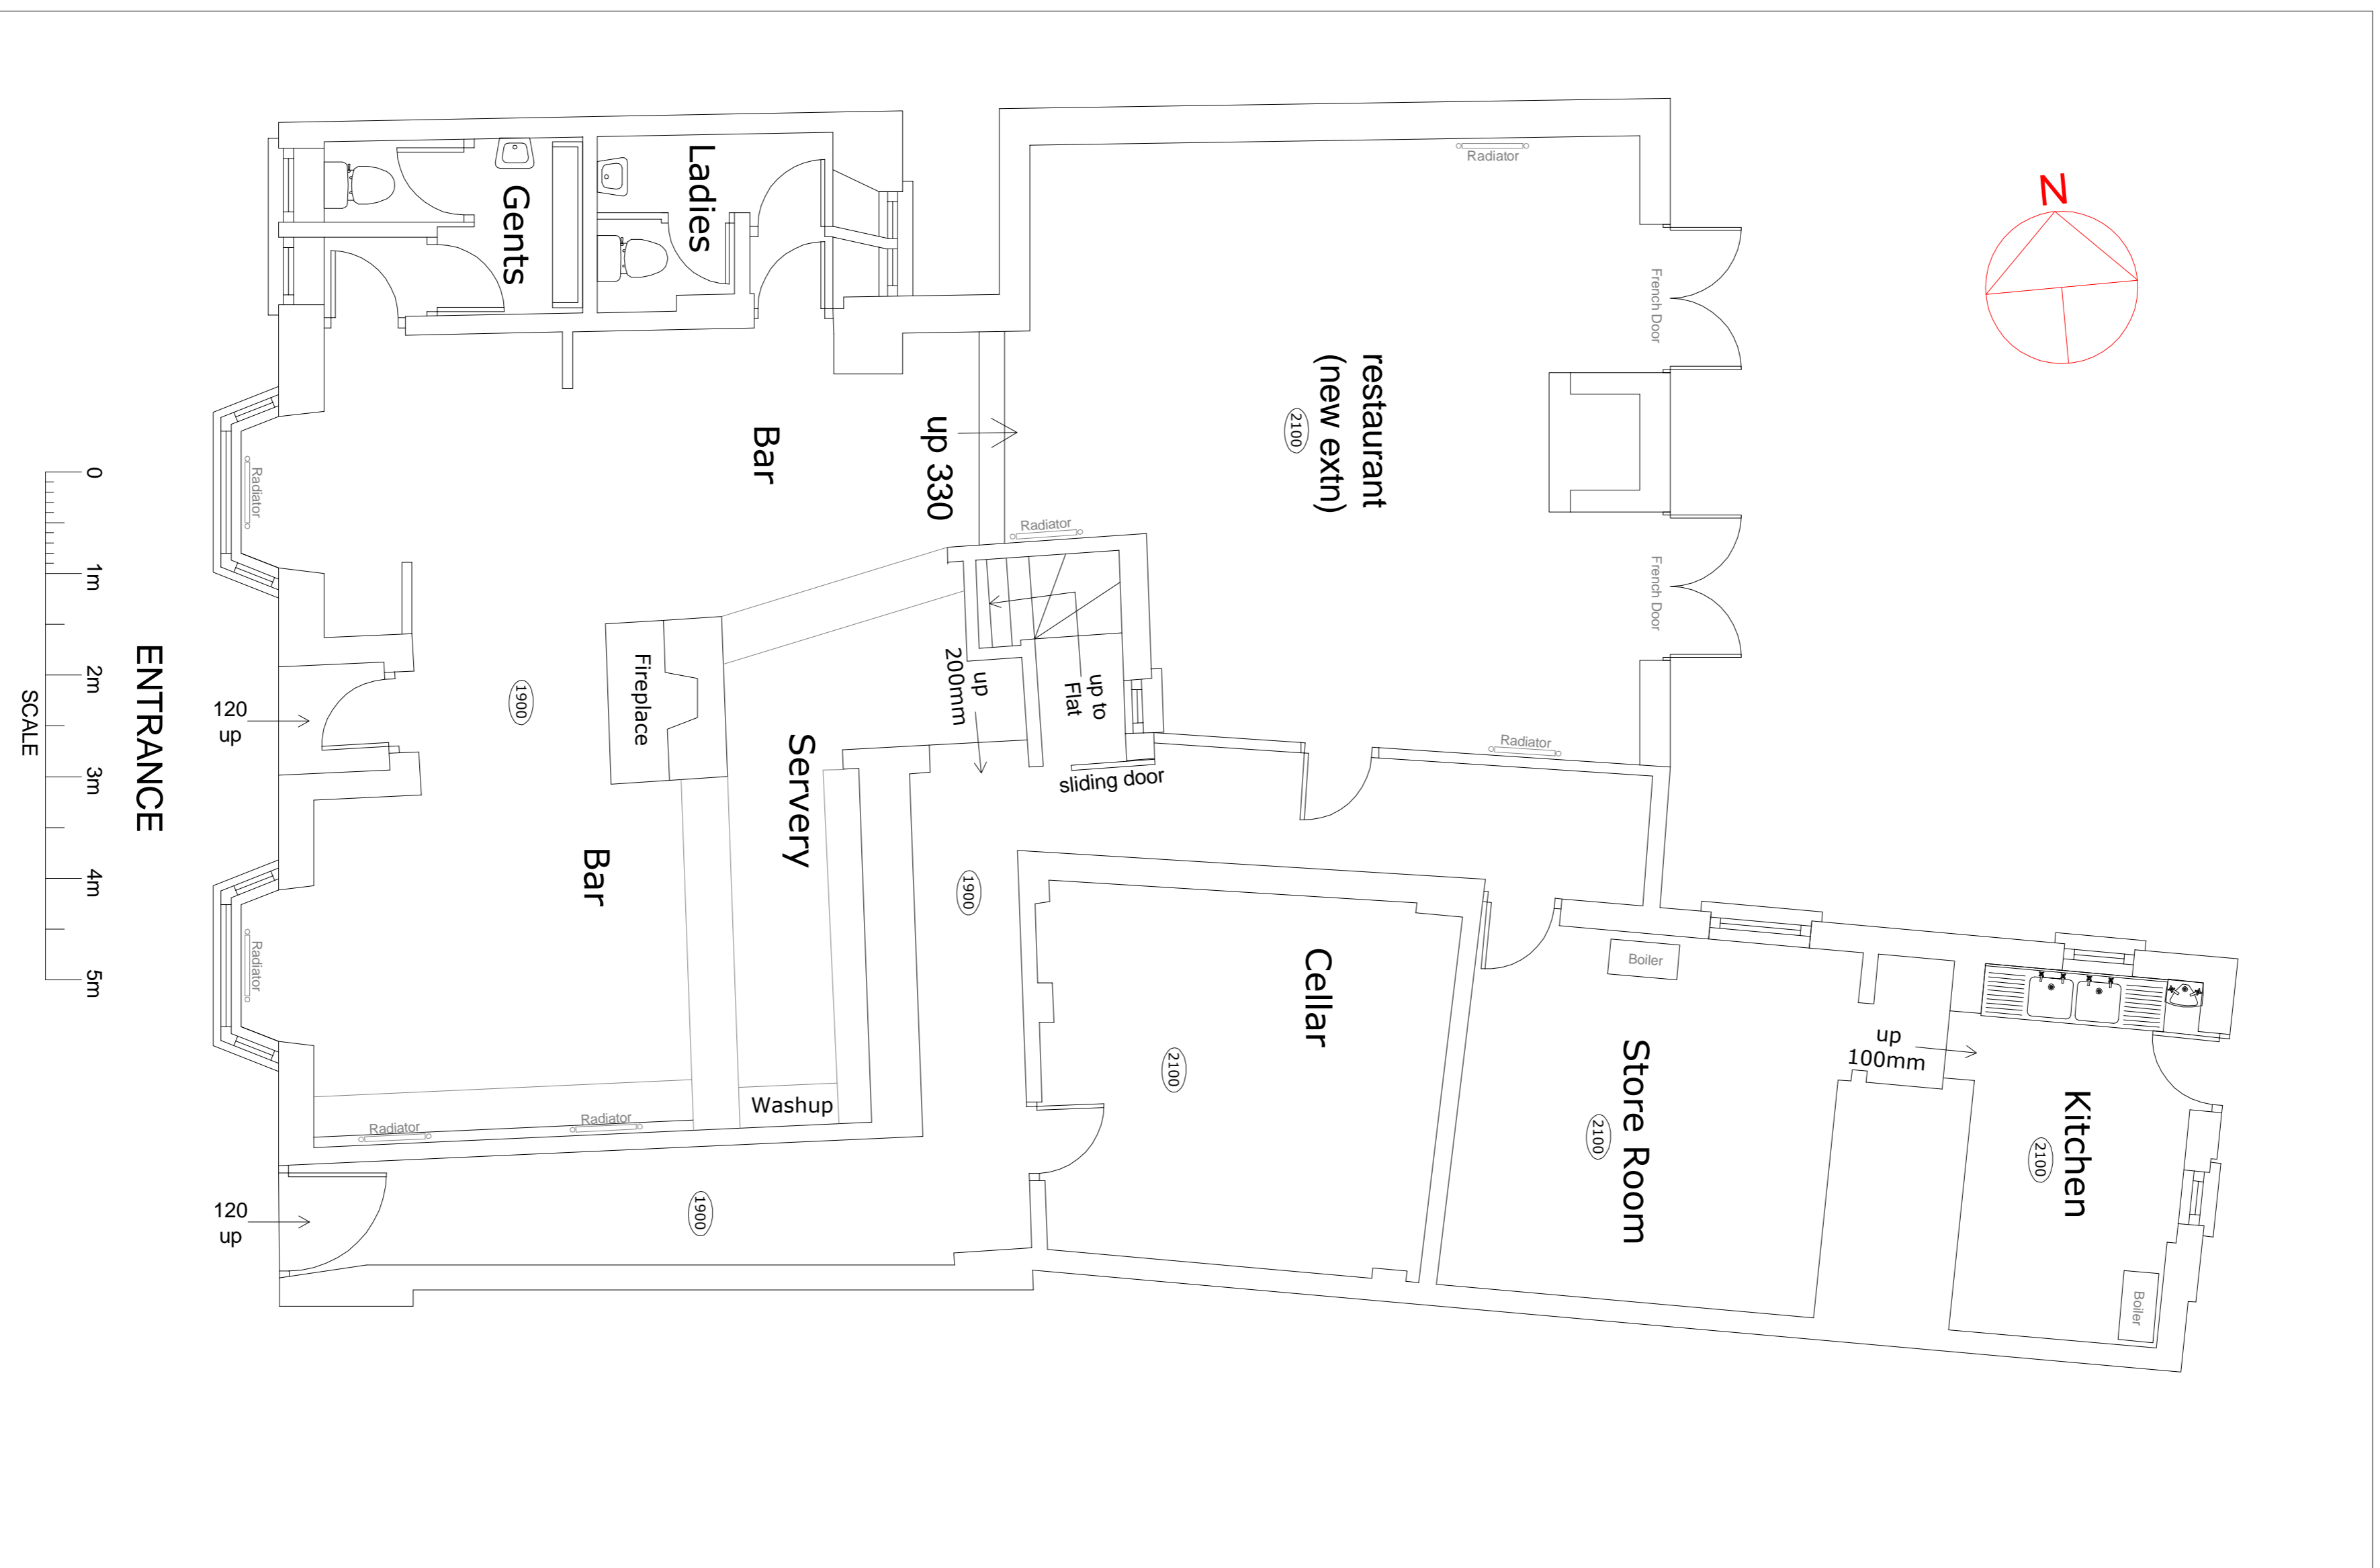 N
Ladies
Gents
Radiator
French Door
restaurant
(new extn)
2100
Bar
up 330
Radiator
Radiator
French Door
Fireplace
1900
up
200mm
up to
Flat
Servery
sliding door
Radiator
Bar
1900
Radiator
Washup
Radiator
Radiator
1900
Cellar
2100
Boiler
Store Room
2100
up
100mm
Kitchen
2100
Boiler
120
up
120
up
ENTRANCE
0
1m
2m
3m
4m
5m
SCALE